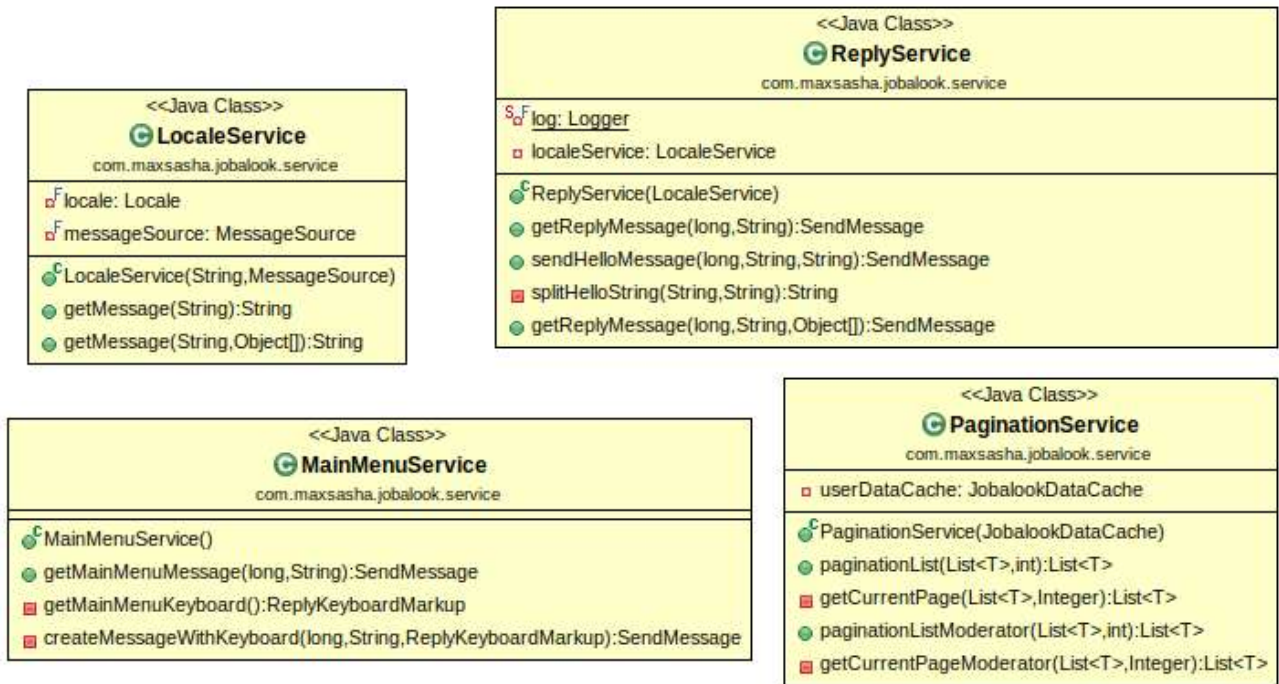 <<Java Class>>
LocaleService
com.maxsasha.jobalook.service
locale: Locale
messageSource: MessageSource
LocaleService(String,MessageSource)
getMessage(String):String
getMessage(String,Object[]):String
<<Java Class>>
ReplyService
com.maxsasha.jobalook.service
log: Logger
localeService: LocaleService
ReplyService(LocaleService)
getReplyMessage(long,String):SendMessage
sendHelloMessage(long,String,String):SendMessage
splitHelloString(String,String):String
getReplyMessage(long,String,Object[]):SendMessage
<<Java Class>>
MainMenuService
com.maxsasha.jobalook.service
MainMenuService()
getMainMenuMessage(long,String):SendMessage
getMainMenuKeyboard():ReplyKeyboardMarkup
createMessageWithKeyboard(long,String,ReplyKeyboardMarkup):SendMessage
<<Java Class>>
PaginationService
com.maxsasha.jobalook.service
userDataCache: JobalookDataCache
PaginationService(JobalookDataCache)
paginationList(List<T>,int):List<T>
getCurrentPage(List<T>,Integer):List<T>
paginationListModerator(List<T>,int):List<T>
getCurrentPageModerator(List<T>,Integer):List<T>